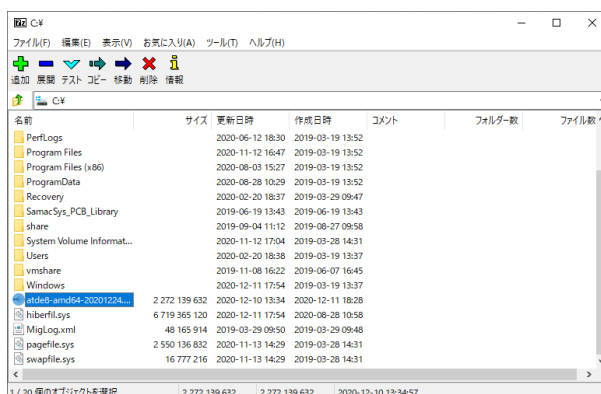 C:¥
ファイル(F) 編集(E) 表示(V) お気に入り(A) ツール(T) ヘルプ(H)
追加 展開 テスト コピー 移動 削除 情報
C:¥
名前 サイズ 更新日時 作成日時 コメント フォルダー数 ファイル数
PerfLogs 2020-06-12 18:30 2019-03-19 13:52
Program Files 2020-11-12 16:47 2019-03-19 13:52
Program Files (x86) 2020-08-03 15:27 2019-03-19 13:52
ProgramData 2020-08-28 10:29 2019-03-19 13:52
Recovery 2020-02-20 18:37 2019-03-29 09:47
SamacSys_PCB_Library 2019-06-19 13:43 2019-06-19 13:43
share 2019-09-04 11:12 2019-08-27 09:58
System Volume Informat... 2020-11-12 17:04 2019-03-28 14:31
Users 2020-02-20 18:38 2019-03-19 13:37
vmshare 2019-11-08 16:22 2019-06-07 16:45
Windows 2020-12-11 17:54 2019-03-19 13:37
atde8-amd64-20201224.... 2 272 139 632 2020-12-10 13:34 2020-12-11 18:28
hiberfil.sys 6 719 365 120 2020-12-11 17:54 2020-08-28 10:58
MigLog.xml 48 165 914 2019-03-29 09:50 2019-03-29 09:48
pagefile.sys 2 550 136 832 2020-11-13 14:29 2019-03-28 14:31
swapfile.sys 16 777 216 2020-11-13 14:29 2019-03-28 14:31
1 / 20 個のオブジェクトを選択 2 272 139 632 2 272 139 632 2020-12-10 13:34:57